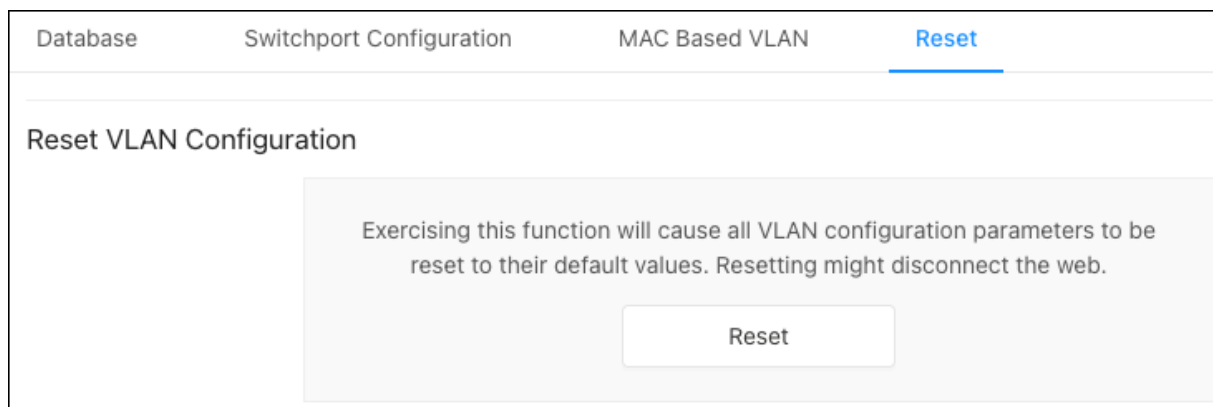 Database Switchport Configuration MAC Based VLAN Reset
Reset VLAN Configuration
Exercising this function will cause all VLAN configuration parameters to be
reset to their default values. Resetting might disconnect the web.
Reset